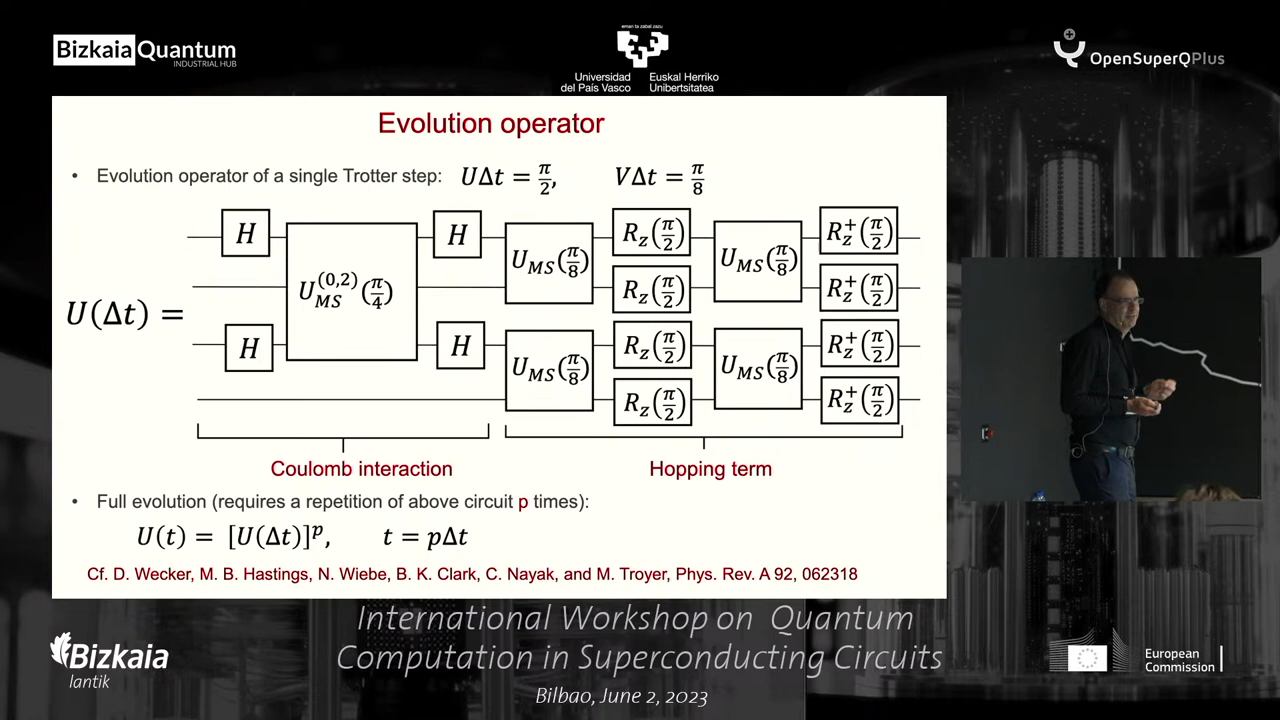 Bizkaia Quantum
INDUSTRIAL HUB
eman ta zabal zazu
Universidad del País Vasco
Euskal Herriko Unibertsitatea
OpenSuperQPlus
Evolution operator
• Evolution operator of a single Trotter step: UΔt = π/2, VΔt = π/8
H H U_MS(π/8) R_z(π/2) U_MS(π/8) R_z^+(π/2)
U_MS^(0,2)(π/4) R_z(π/2) R_z^+(π/2)
U(Δt) =
H H U_MS(π/8) R_z(π/2) U_MS(π/8) R_z^+(π/2)
R_z(π/2) R_z^+(π/2)
Coulomb interaction Hopping term
• Full evolution (requires a repetition of above circuit p times):
U(t) = [U(Δt)]^p, t = pΔt
Cf. D. Wecker, M. B. Hastings, N. Wiebe, B. K. Clark, C. Nayak, and M. Troyer, Phys. Rev. A 92, 062318
International Workshop on Quantum
Computation in Superconducting Circuits
Bilbao, June 2, 2023
Bizkaia
lantik
European
Commission